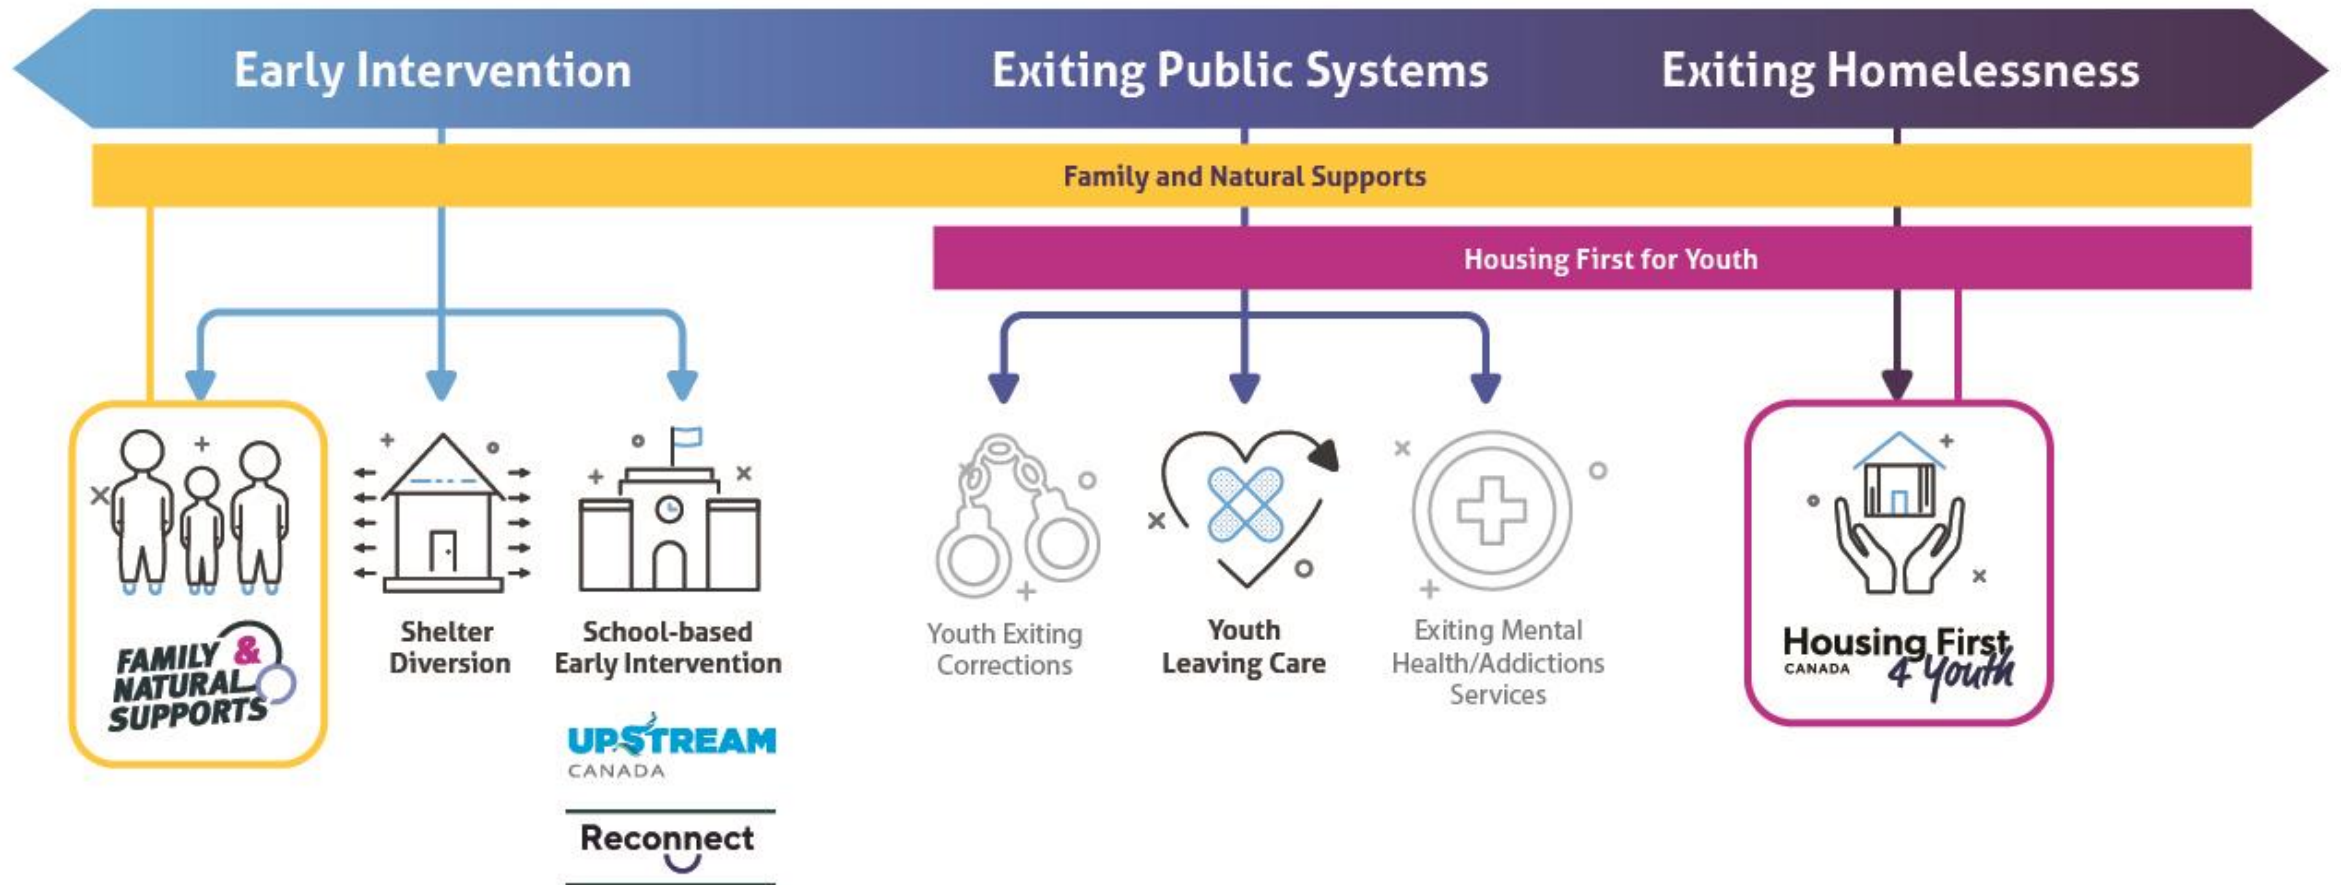 Early Intervention
Exiting Public Systems
Exiting Homelessness
Family and Natural Supports
Housing First for Youth
FAMILY &
NATURAL
SUPPORTS
Shelter
Diversion
School-based
Early Intervention
UPSTREAM
CANADA
Reconnect
Youth Exiting
Corrections
Youth
Leaving Care
Exiting Mental
Health/Addictions
Services
Housing First
CANADA 4 Youth